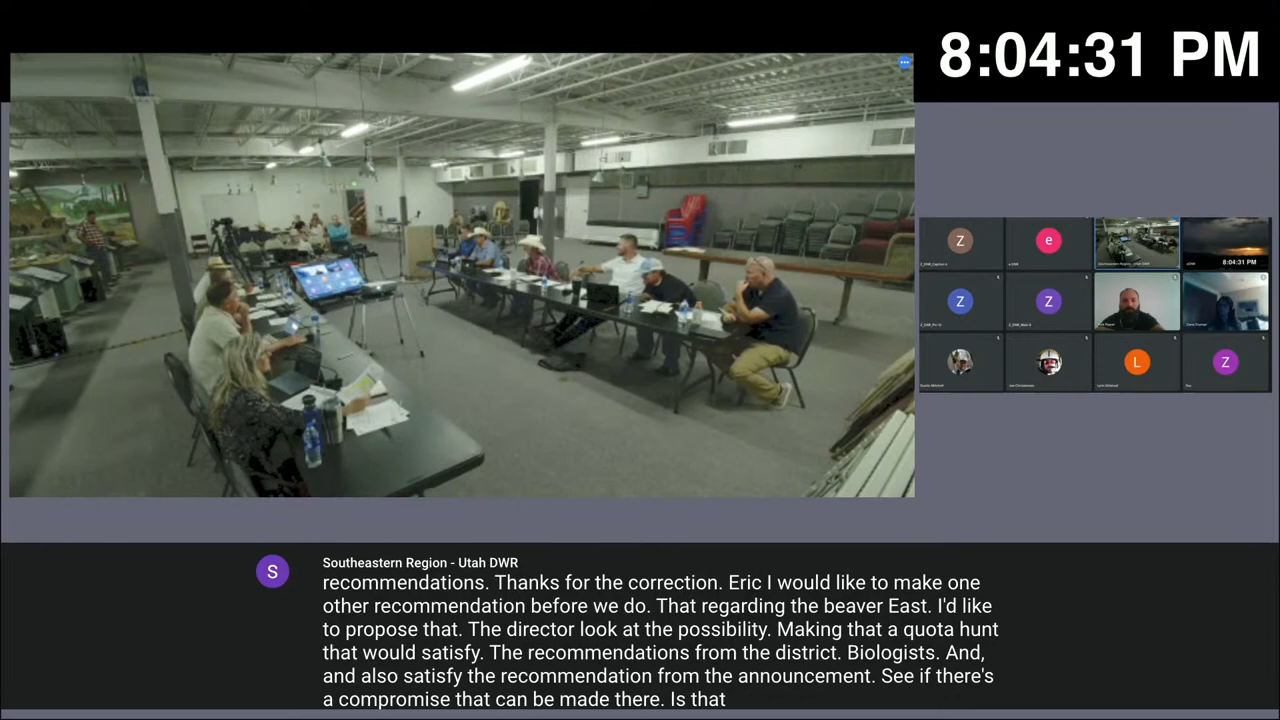 8:04:31 PM
Z
e
8:04:31 PM
Z
Z
L
Z
S
Southeastern Region - Utah DWR
recommendations. Thanks for the correction. Eric I would like to make one
other recommendation before we do. That regarding the beaver East. I'd like
to propose that. The director look at the possibility. Making that a quota hunt
that would satisfy. The recommendations from the district. Biologists. And,
and also satisfy the recommendation from the announcement. See if there's
a compromise that can be made there. Is that